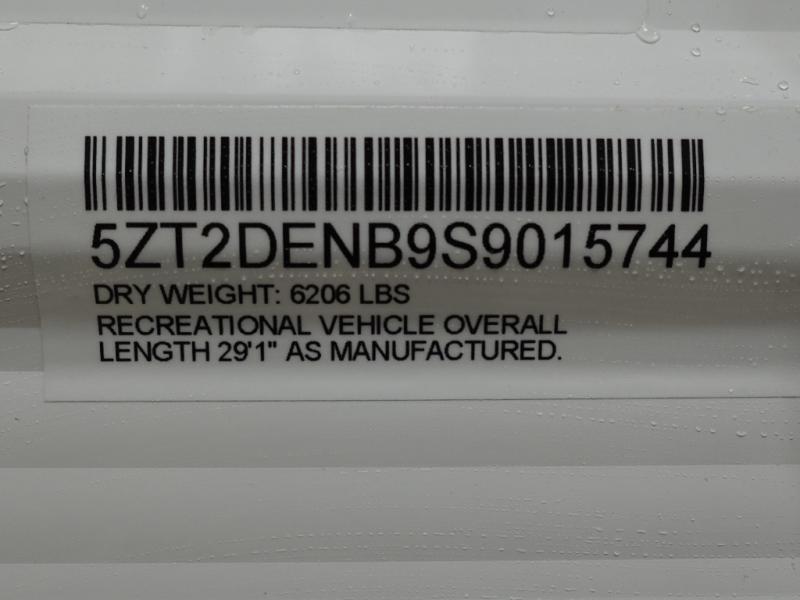 5ZT2DENB9S9015744
DRY WEIGHT: 6206 LBS
RECREATIONAL VEHICLE OVERALL
LENGTH 29'1" AS MANUFACTURED.